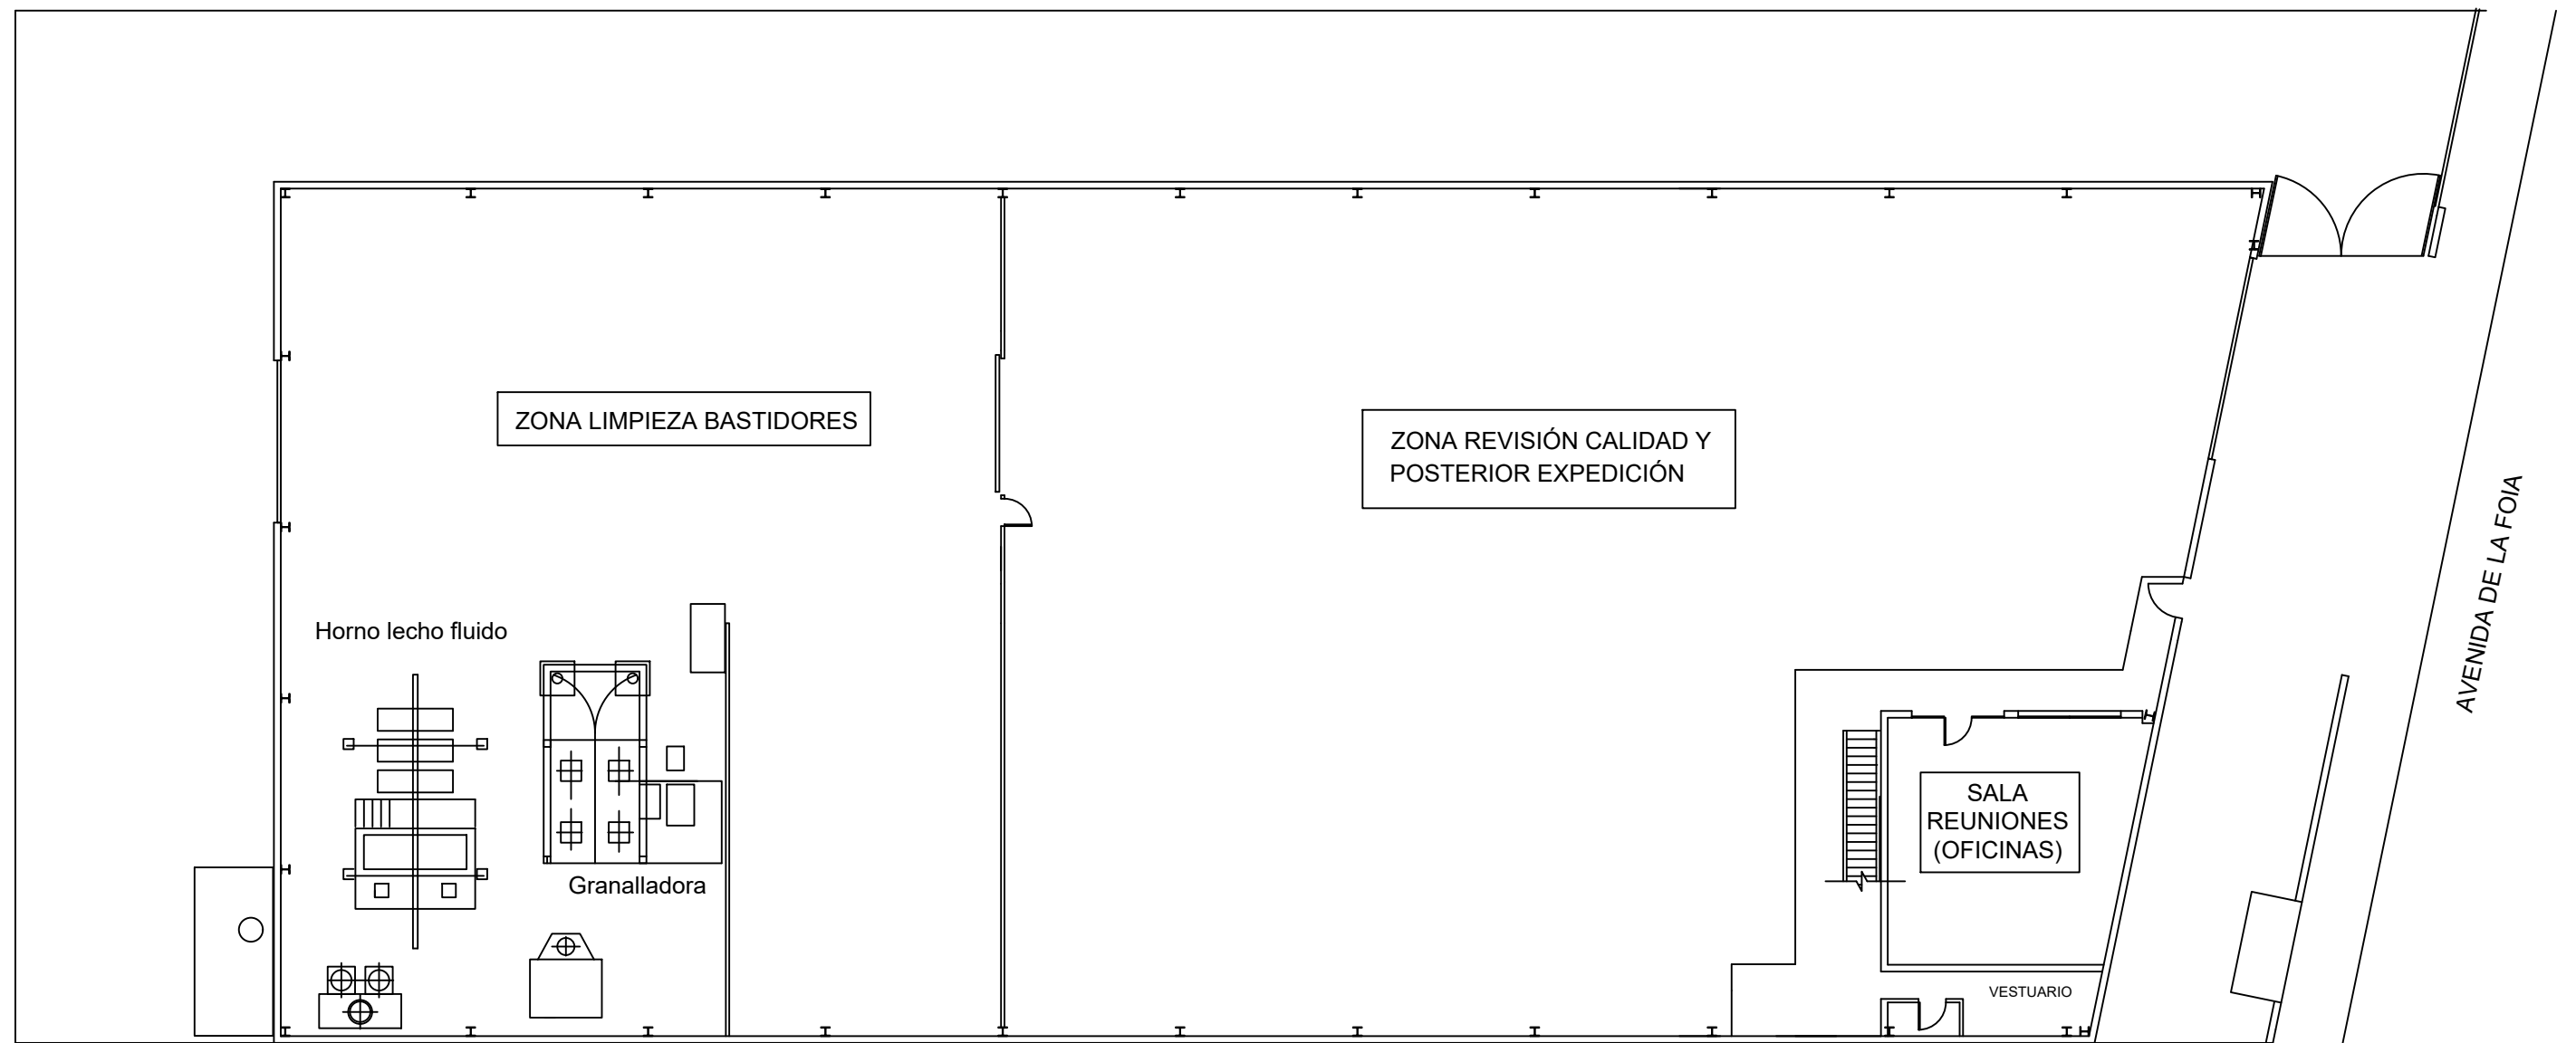 ZONA LIMPIEZA BASTIDORES
ZONA REVISIÓN CALIDAD Y
POSTERIOR EXPEDICIÓN
AVENIDA DE LA FOIA
Horno lecho fluido
Granalladora
SALA
REUNIONES
(OFICINAS)
VESTUARIO